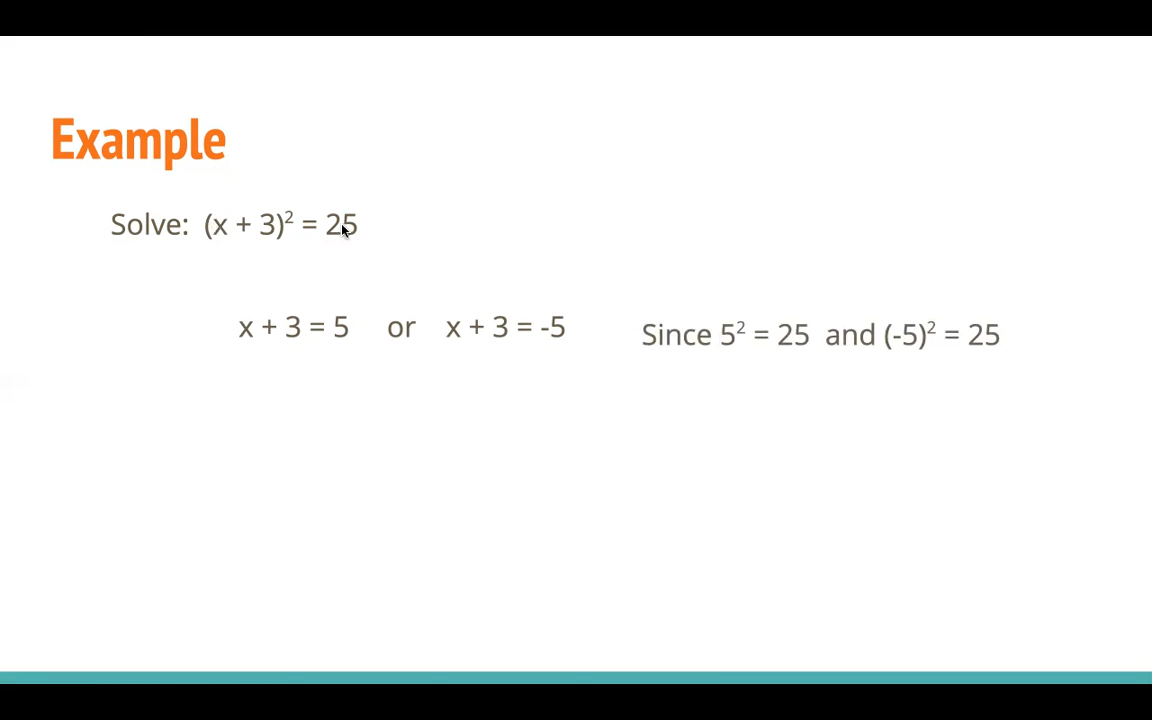 Example
Solve: (x + 3)² = 25
x + 3 = 5 or x + 3 = -5 Since 5² = 25 and (-5)² = 25